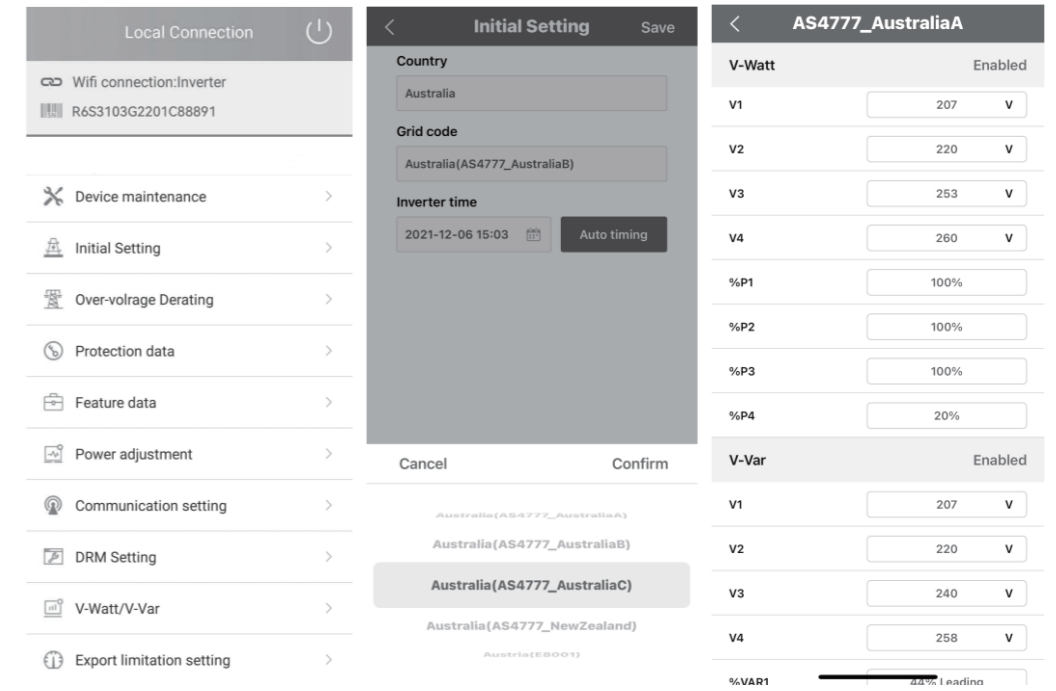 Local Connection
Wifi connection:Inverter
R6S3103G2201C88891
Device maintenance
Initial Setting
Over-volrage Derating
Protection data
Feature data
Power adjustment
Communication setting
DRM Setting
V-Watt/V-Var
Export limitation setting
Initial Setting Save
Country
Australia
Grid code
Australia(AS4777_AustraliaB)
Inverter time
2021-12-06 15:03 Auto timing
Cancel Confirm
Australia(AS4777_AustraliaA)
Australia(AS4777_AustraliaB)
Australia(AS4777_AustraliaC)
Australia(AS4777_NewZealand)
Austria(E8001)
AS4777_AustraliaA
V-Watt Enabled
V1 207 V
V2 220 V
V3 253 V
V4 260 V
%P1 100%
%P2 100%
%P3 100%
%P4 20%
V-Var Enabled
V1 207 V
V2 220 V
V3 240 V
V4 258 V
%VAR1 44% Leading